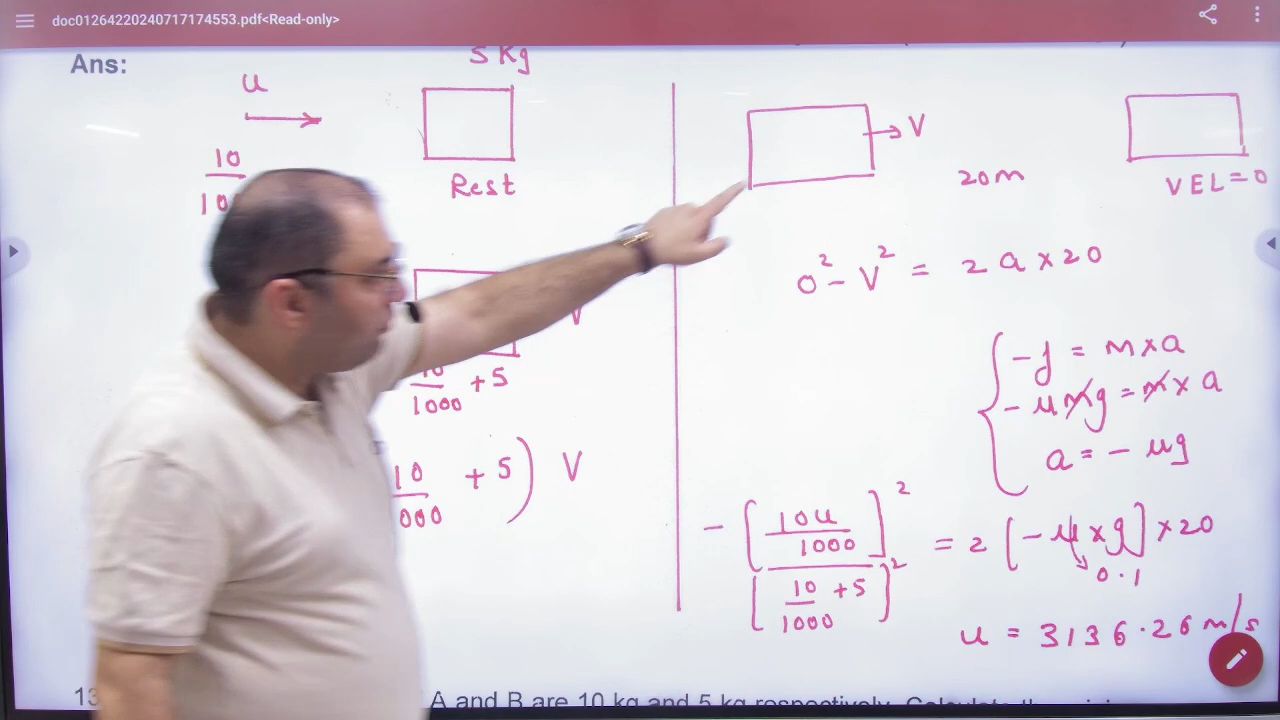 doc01264220240717174553.pdf<Read-only>
Ans:
5 Kg
u
10
10
Rest
V
10/1000 + 5
10/000 + 5) V
→ V
20m
VEL=0
0² - V² = 2 a x 20
-f = m x a
- μmg = m x a
a = - μg
- [10u/1000]² / [10/1000 + 5]² = 2 [- μ x g] x 20
0.1
u = 3136.26 m/s
13
A and B are 10 kg and 5 kg respectively. Calculate the